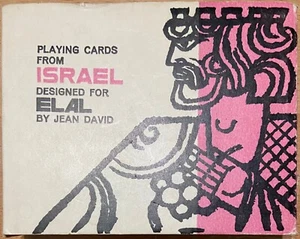 PLAYING CARDS
FROM
ISRAEL
DESIGNED FOR
ELAL
BY JEAN DAVID